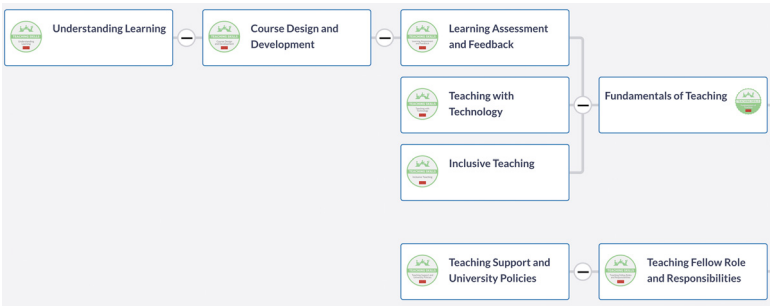 Understanding Learning
Course Design and
Development
Learning Assessment
and Feedback
Teaching with
Technology
Fundamentals of Teaching
Inclusive Teaching
Teaching Support and
University Policies
Teaching Fellow Role
and Responsibilities